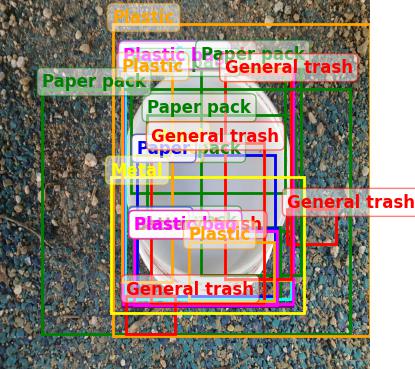 Plastic
Plastic b
Paper pack
Plastic
General trash
Paper pack
Paper pack
General trash
Paper pack
Metal
General trash
Plastic bag
sh
Plastic
General trash